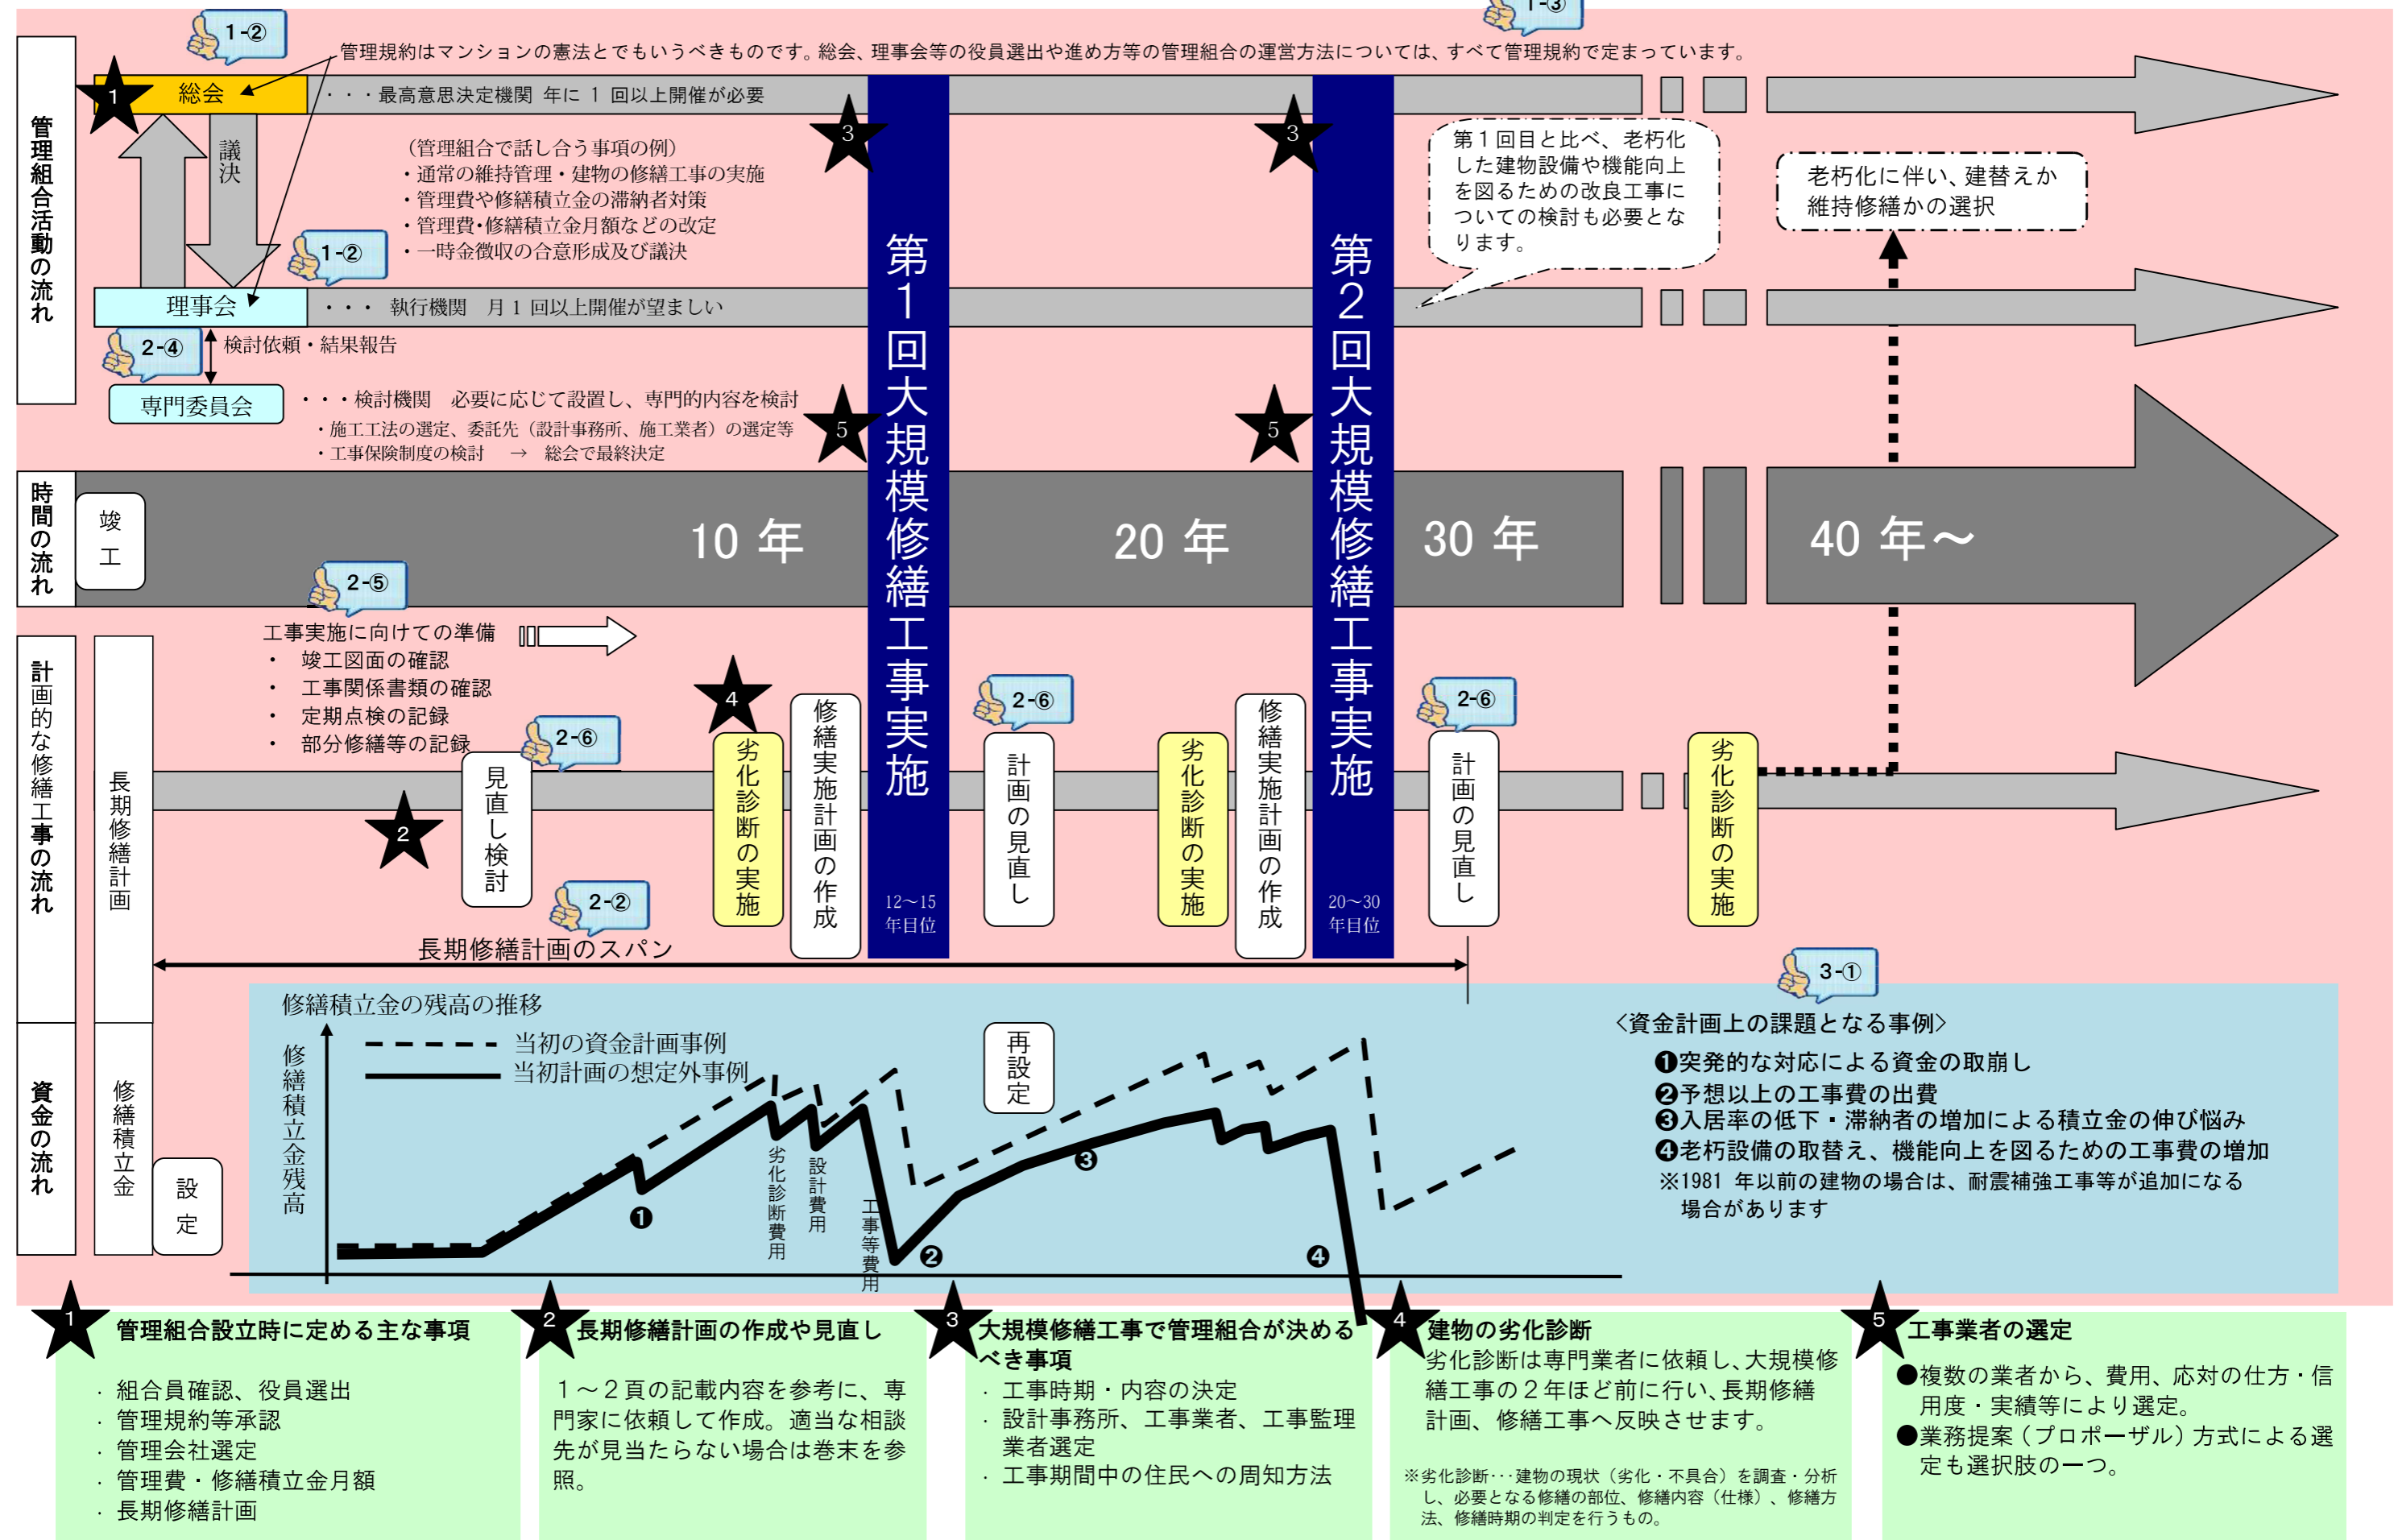 1-③
1-②
管理規約はマンションの憲法とでもいうべきものです。総会、理事会等の役員選出や進め方等の管理組合の運営方法については、すべて管理規約で定まっています。
管理組合活動の流れ
1
総会
・・・最高意思決定機関 年に 1 回以上開催が必要
議決
(管理組合で話し合う事項の例)
・通常の維持管理・建物の修繕工事の実施
・管理費や修繕積立金の滞納者対策
・管理費・修繕積立金月額などの改定
・一時金徴収の合意形成及び議決
1-②
理事会
・・・ 執行機関 月 1 回以上開催が望ましい
2-④
検討依頼・結果報告
専門委員会
・・・検討機関 必要に応じて設置し、専門的内容を検討
・施工工法の選定、委託先（設計事務所、施工業者）の選定等
・工事保険制度の検討 → 総会で最終決定
3
5
第1回大規模修繕工事実施
12～15
年目位
3
5
第2回大規模修繕工事実施
20～30
年目位
第１回目と比べ、老朽化
した建物設備や機能向上
を図るための改良工事に
ついての検討も必要とな
ります。
老朽化に伴い、建替えか
維持修繕かの選択
時間の流れ
竣工
10 年
20 年
30 年
40 年～
計画的な修繕工事の流れ
長期修繕計画
2-⑤
工事実施に向けての準備
・ 竣工図面の確認
・ 工事関係書類の確認
・ 定期点検の記録
・ 部分修繕等の記録
2-⑥
2
見直し検討
2-②
4
劣化診断の実施
修繕実施計画の作成
2-⑥
計画の見直し
劣化診断の実施
修繕実施計画の作成
2-⑥
計画の見直し
劣化診断の実施
長期修繕計画のスパン
資金の流れ
修繕積立金
設定
修繕積立金の残高の推移
修繕積立金残高
当初の資金計画事例
当初計画の想定外事例
再設定
❶
劣化診断費用
設計費用
工事等費用
❷
❸
❹
3-①
〈資金計画上の課題となる事例〉
❶突発的な対応による資金の取崩し
❷予想以上の工事費の出費
❸入居率の低下・滞納者の増加による積立金の伸び悩み
❹老朽設備の取替え、機能向上を図るための工事費の増加
※1981 年以前の建物の場合は、耐震補強工事等が追加になる
場合があります
1
管理組合設立時に定める主な事項
· 組合員確認、役員選出
· 管理規約等承認
· 管理会社選定
· 管理費・修繕積立金月額
· 長期修繕計画
2
長期修繕計画の作成や見直し
１～２頁の記載内容を参考に、専
門家に依頼して作成。適当な相談
先が見当たらない場合は巻末を参
照。
3
大規模修繕工事で管理組合が決める
べき事項
· 工事時期・内容の決定
· 設計事務所、工事業者、工事監理
業者選定
· 工事期間中の住民への周知方法
4
建物の劣化診断
劣化診断は専門業者に依頼し、大規模修
繕工事の２年ほど前に行い、長期修繕
計画、修繕工事へ反映させます。
※劣化診断･･･建物の現状（劣化・不具合）を調査・分析
し、必要となる修繕の部位、修繕内容（仕様）、修繕方
法、修繕時期の判定を行うもの。
5
工事業者の選定
●複数の業者から、費用、応対の仕方・信
用度・実績等により選定。
●業務提案（プロポーザル）方式による選
定も選択肢の一つ。